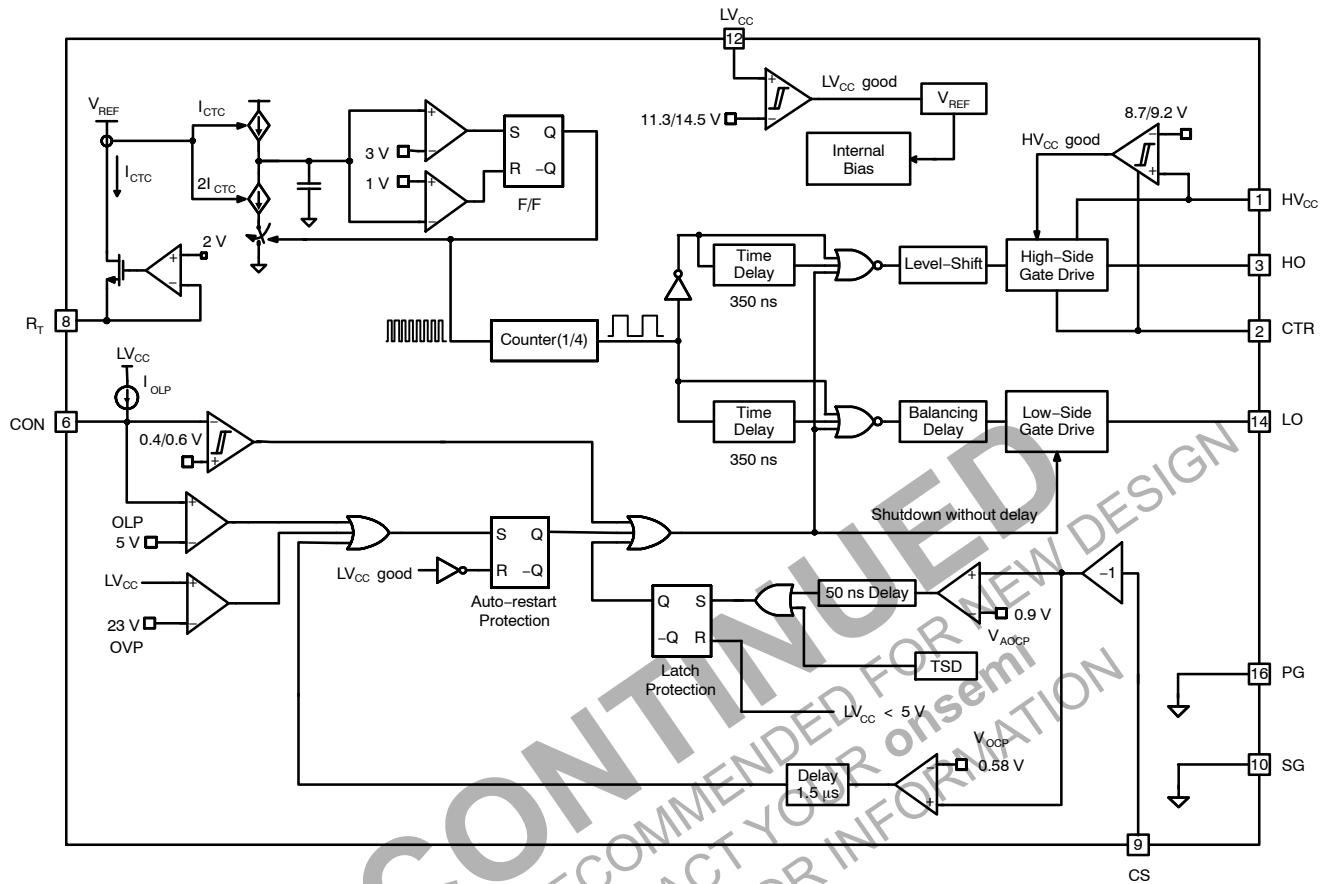 LVCC
12
VREF
ICTC
ICTC
2ICTC
3 V
1 V
S Q
R −Q
F/F
2 V
LVCC good
11.3/14.5 V
VREF
Internal
Bias
8.7/9.2 V
HVCC good
1 HVCC
Time
Delay
350 ns
Level−Shift
High−Side
Gate Drive
3 HO
RT 8
Counter(1/4)
2 CTR
LVCC
IOLP
CON 6
0.4/0.6 V
Time
Delay
350 ns
Balancing
Delay
Low−Side
Gate Drive
14 LO
OLP
5 V
LVCC
23 V
OVP
LVCC good
S Q
R −Q
Auto−restart
Protection
Shutdown without delay
Q S
−Q R
Latch
Protection
50 ns Delay
−1
0.9 V
VAOCP
TSD
LVCC < 5 V
16 PG
VOCP
0.58 V
Delay
1.5 μs
10 SG
9
CS
CONTINUED
RECOMMENDED FOR NEW DESIGN
YOUR onsemi
FOR INFORMATION